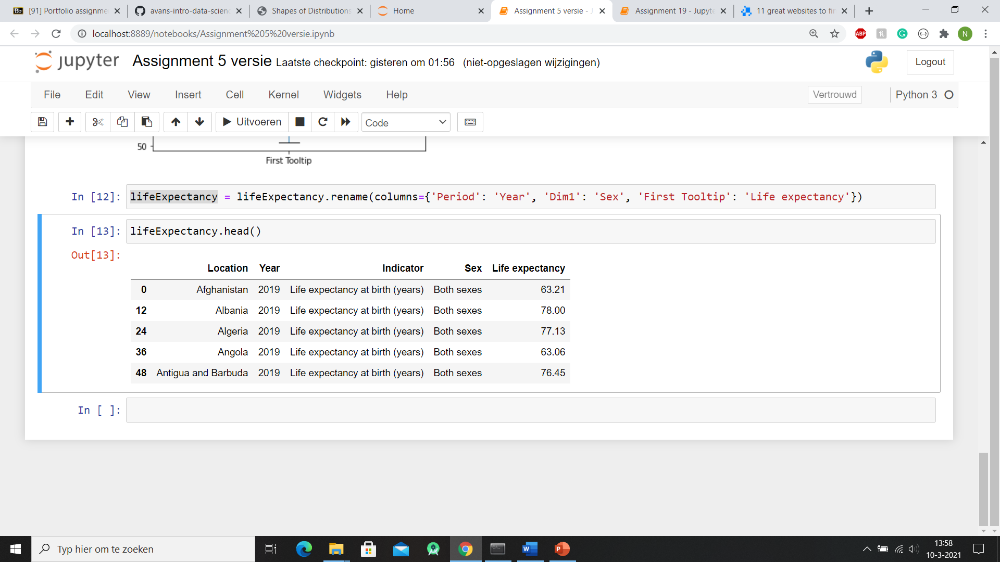 [91] Portfolio assignme
avans-intro-data-scien
Shapes of Distributions
Home
Assignment 5 versie - J
Assignment 19 - Jupyte
11 great websites to fin
localhost:8889/notebooks/Assignment%205%20versie.ipynb
jupyter Assignment 5 versie Laatste checkpoint: gisteren om 01:56 (niet-opgeslagen wijzigingen)
Logout
File Edit View Insert Cell Kernel Widgets Help
Vertrouwd
Python 3
Uitvoeren
Code
50
First Tooltip
In [12]: lifeExpectancy = lifeExpectancy.rename(columns={'Period': 'Year', 'Dim1': 'Sex', 'First Tooltip': 'Life expectancy'})
In [13]: lifeExpectancy.head()
Out[13]:
Location Year Indicator Sex Life expectancy
0 Afghanistan 2019 Life expectancy at birth (years) Both sexes 63.21
12 Albania 2019 Life expectancy at birth (years) Both sexes 78.00
24 Algeria 2019 Life expectancy at birth (years) Both sexes 77.13
36 Angola 2019 Life expectancy at birth (years) Both sexes 63.06
48 Antigua and Barbuda 2019 Life expectancy at birth (years) Both sexes 76.45
In [ ]:
Typ hier om te zoeken
13:58
10-3-2021